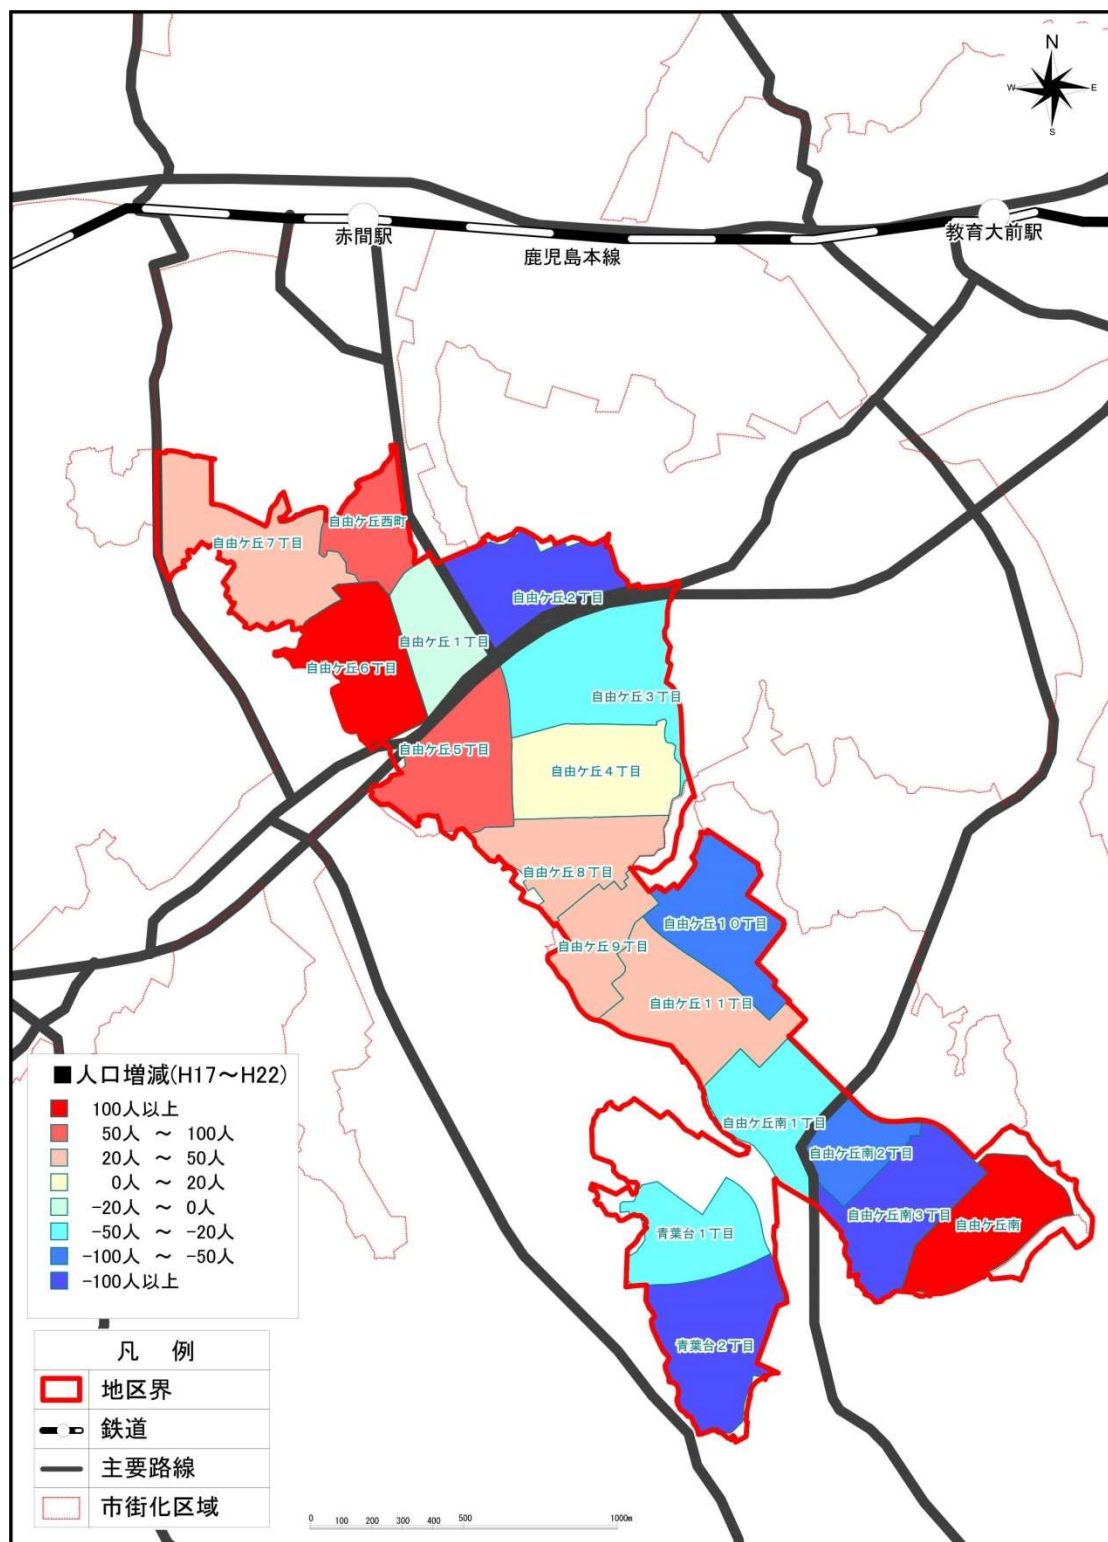 N
W
E
S
赤間駅
教育大前駅
鹿児島本線
自由ケ丘西町
自由ケ丘7丁目
自由ケ丘2丁目
自由ケ丘1丁目
自由ケ丘6丁目
自由ケ丘3丁目
自由ケ丘5丁目
自由ケ丘4丁目
自由ケ丘8丁目
自由ケ丘10丁目
自由ケ丘9丁目
自由ケ丘11丁目
自由ケ丘南1丁目
自由ケ丘南2丁目
自由ケ丘南3丁目
自由ケ丘南
青葉台1丁目
青葉台2丁目
■人口増減(H17～H22)
100人以上
50人 ～ 100人
20人 ～ 50人
0人 ～ 20人
-20人 ～ 0人
-50人 ～ -20人
-100人 ～ -50人
-100人以上
凡 例
地区界
鉄道
主要路線
市街化区域
0 100 200 300 400 500 1000m